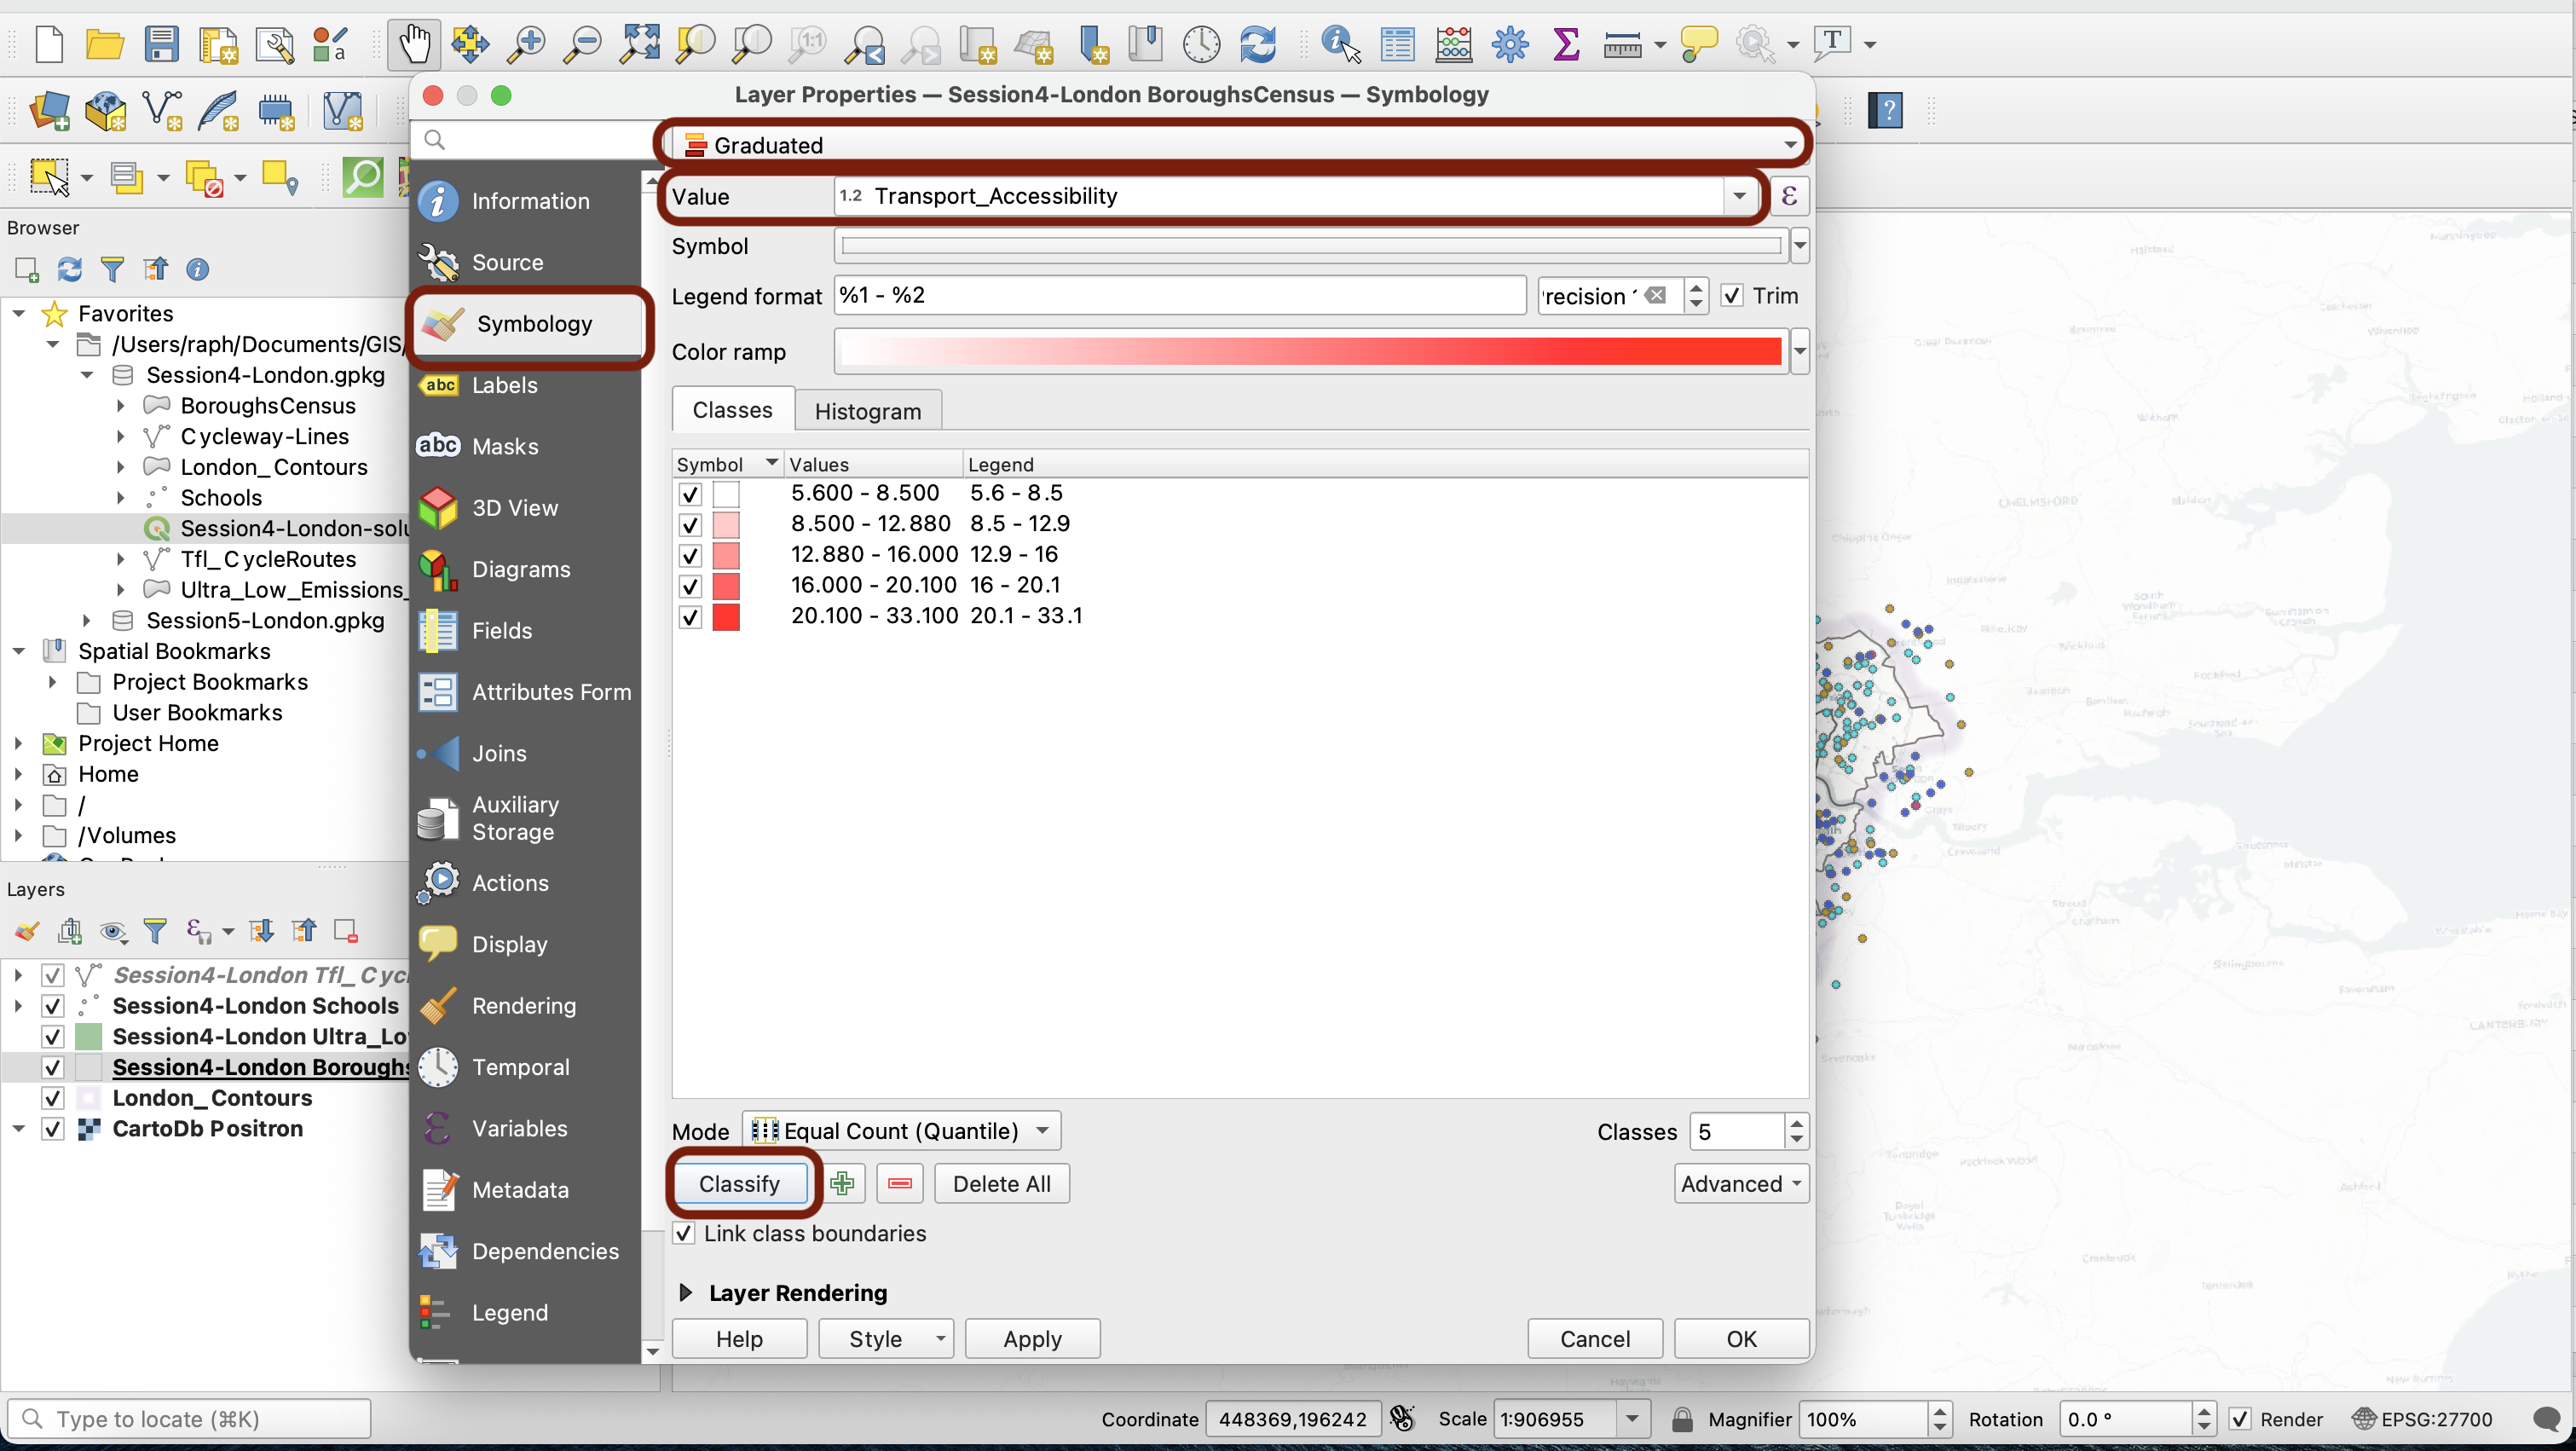 Layer Properties — Session4-London BoroughsCensus — Symbology
Graduated
Value 1.2 Transport_Accessibility ε
Symbol
Legend format %1 - %2 Trim
Color ramp
Classes Histogram
Symbol Values Legend
5.600 - 8.500 5.6 - 8.5
8.500 - 12.880 8.5 - 12.9
12.880 - 16.000 12.9 - 16
16.000 - 20.100 16 - 20.1
20.100 - 33.100 20.1 - 33.1
Mode Equal Count (Quantile) Classes 5
Classify Delete All Advanced
Link class boundaries
Layer Rendering
Help Style Apply Cancel OK
Information
Source
Symbology
abc Labels
abc Masks
3D View
Diagrams
Fields
Attributes Form
Joins
Auxiliary
Storage
Actions
Display
Rendering
Temporal
Variables
Metadata
Dependencies
Legend
Browser
Favorites
/Users/raph/Documents/GIS/
Session4-London.gpkg
BoroughsCensus
Cycleway-Lines
London_Contours
Schools
Session4-London-solu
Tfl_CycleRoutes
Ultra_Low_Emissions_
Session5-London.gpkg
Spatial Bookmarks
Project Bookmarks
User Bookmarks
Project Home
Home
/
/Volumes
Layers
Session4-London Tfl_Cycl
Session4-London Schools
Session4-London Ultra_Lo
Session4-London Boroughs
London_Contours
CartoDb Positron
CHELMSFORD
CANTERBURY
Type to locate (⌘K) Coordinate 448369,196242 Scale 1:906955 Magnifier 100% Rotation 0.0 ° Render EPSG:27700